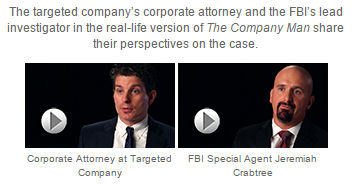 The targeted company's corporate attorney and the FBI's lead
investigator in the real-life version of The Company Man share
their perspectives on the case.
Corporate Attorney at Targeted
Company
FBI Special Agent Jeremiah
Crabtree